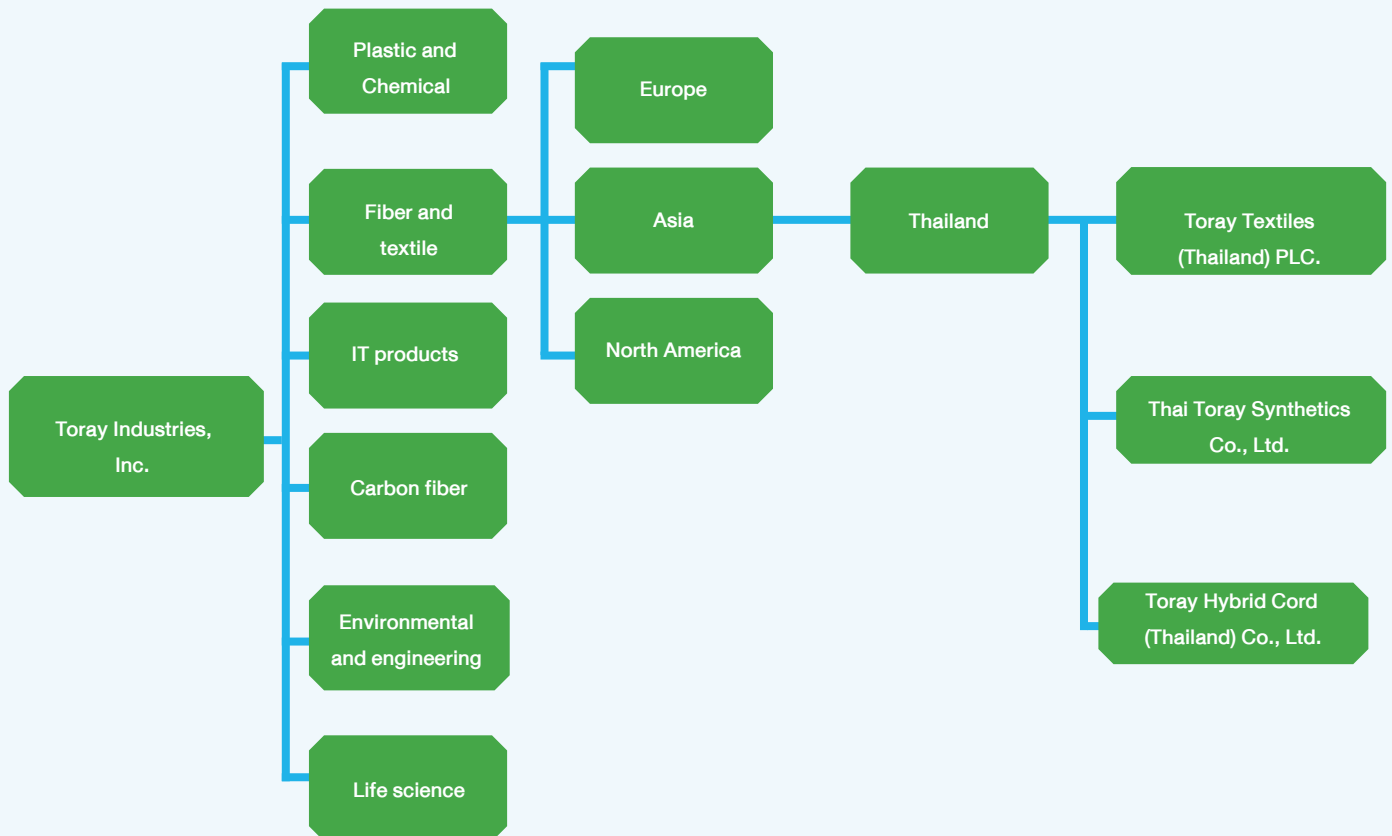 Toray Industries,
Inc.
Plastic and
Chemical
Fiber and
textile
IT products
Carbon fiber
Environmental
and engineering
Life science
Europe
Asia
North America
Thailand
Toray Textiles
(Thailand) PLC.
Thai Toray Synthetics
Co., Ltd.
Toray Hybrid Cord
(Thailand) Co., Ltd.